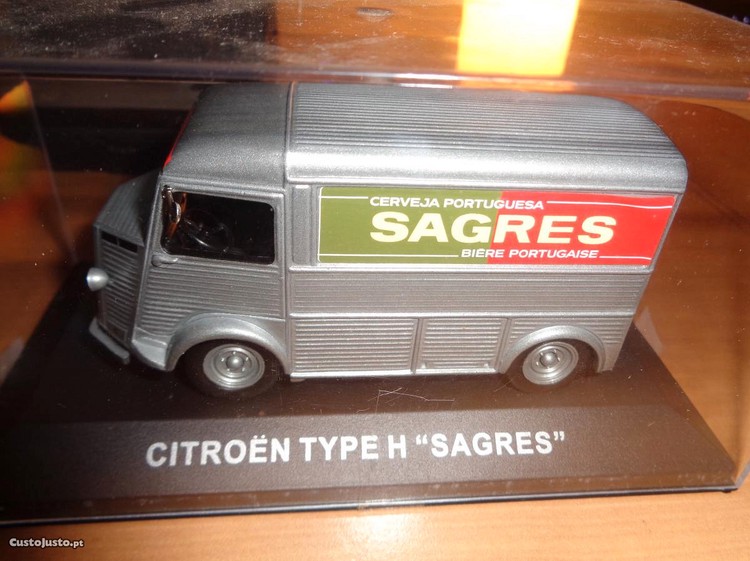 CERVEJA PORTUGUESA
SAGRES
BIÈRE PORTUGAISE
CITROËN TYPE H “SAGRES”
© CustoJusto.pt